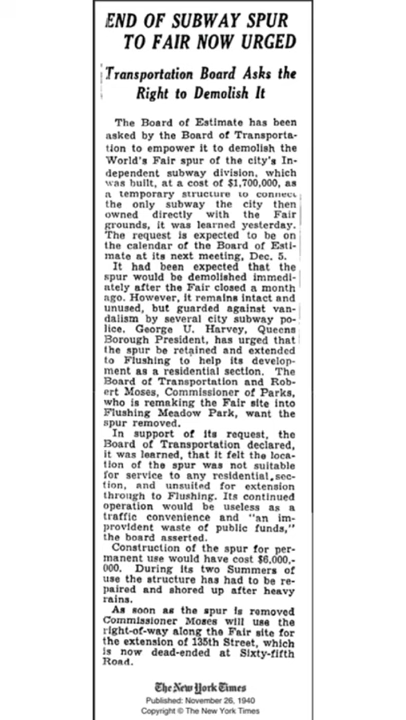 END OF SUBWAY SPUR
TO FAIR NOW URGED
Transportation Board Asks the
Right to Demolish It
The Board of Estimate has been
asked by the Board of Transporta-
tion to empower it to demolish the
World's Fair spur of the city's In-
dependent subway division, which
was built, at a cost of $1,700,000, as
a temporary structure to connect
the only subway the city then
owned directly with the Fair
grounds, it was learned yesterday.
The request is expected to be on
the calendar of the Board of Esti-
mate at its next meeting, Dec. 5.
It had been expected that the
spur would be demolished immedi-
ately after the Fair closed a month
ago. However, it remains intact and
unused, but guarded against van-
dalism by several city subway po-
lice. George U. Harvey, Queens
Borough President, has urged that
the spur be retained and extended
to Flushing to help its develop-
ment as a residential section. The
Board of Transportation and Rob-
ert Moses, Commissioner of Parks,
who is remaking the Fair site into
Flushing Meadow Park, want the
spur removed.
In support of its request, the
Board of Transportation declared,
it was learned, that it felt the loca-
tion of the spur was not suitable
for service to any residential sec-
tion, and unsuited for extension
through to Flushing. Its continued
operation would be useless as a
traffic convenience and "an im-
provident waste of public funds,"
the board asserted.
Construction of the spur for per-
manent use would have cost $6,000,-
000. During its two Summers of
use the structure has had to be re-
paired and shored up after heavy
rains.
As soon as the spur is removed
Commissioner Moses will use the
right-of-way along the Fair site for
the extension of 135th Street, which
is now dead-ended at Sixty-fifth
Road.
The New York Times
Published: November 26, 1940
Copyright © The New York Times